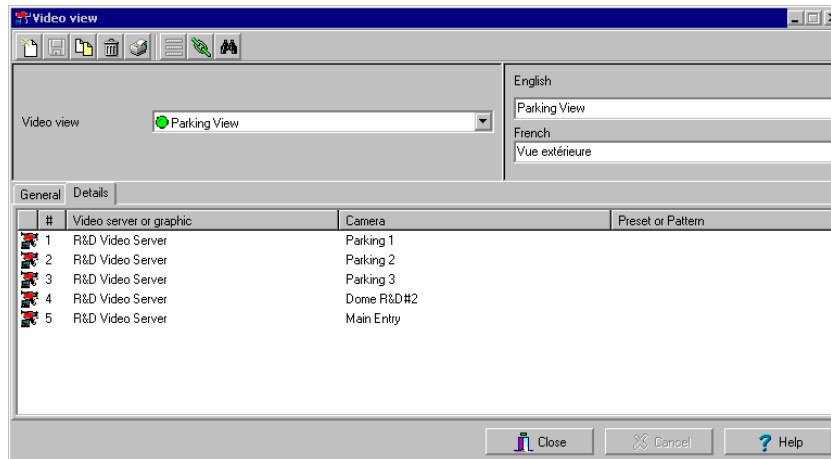 Video view
English
Parking View
Video view
Parking View
French
Vue extérieure
General Details
# Video server or graphic Camera Preset or Pattern
1 R&D Video Server Parking 1
2 R&D Video Server Parking 2
3 R&D Video Server Parking 3
4 R&D Video Server Dome R&D#2
5 R&D Video Server Main Entry
Close Cancel Help